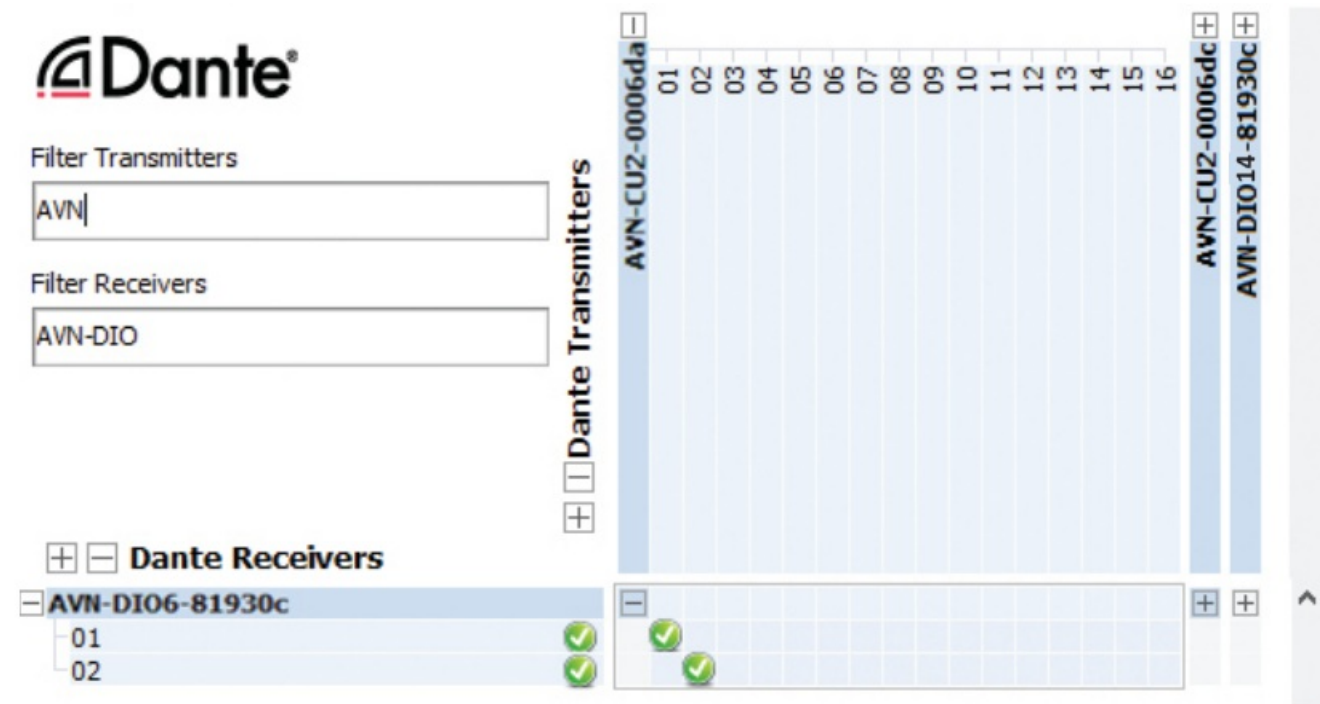 Dante®
Filter Transmitters
AVN
Filter Receivers
AVN-DIO
Dante Transmitters
AVN-CU2-0006da
01
02
03
04
05
06
07
08
09
10
11
12
13
14
15
16
AVN-CU2-0006dc
AVN-DIO14-81930c
Dante Receivers
AVN-DIO6-81930c
01
02